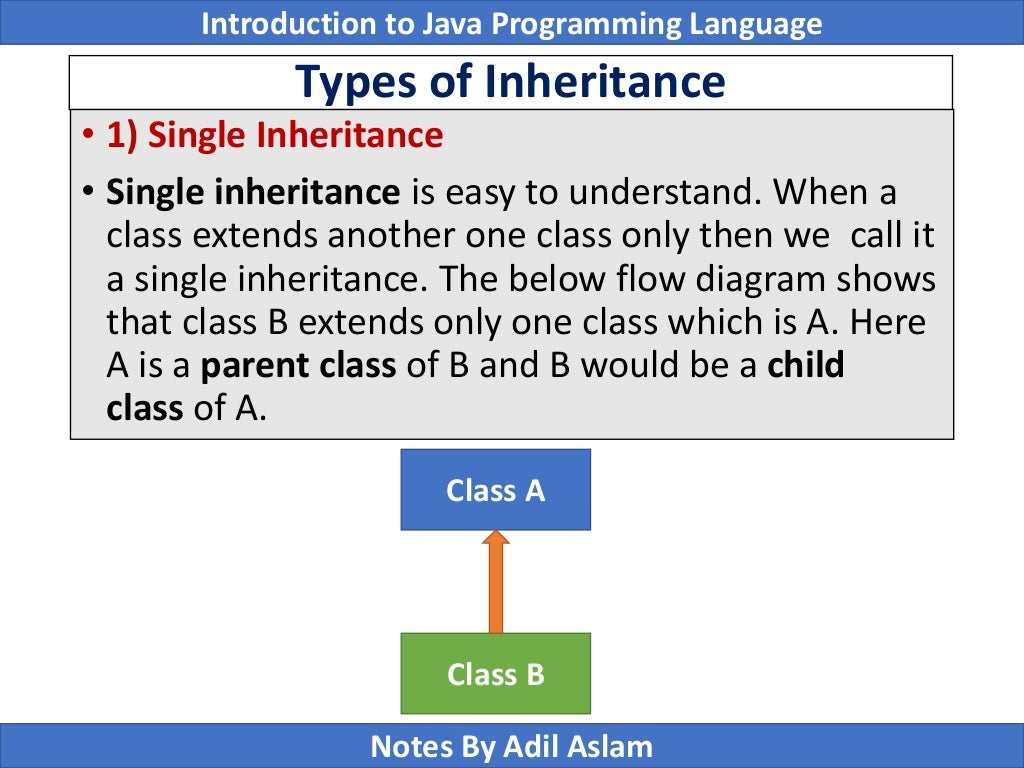 Introduction to Java Programming Language
Types of Inheritance
• 1) Single Inheritance
• Single inheritance is easy to understand. When a
class extends another one class only then we  call it
a single inheritance. The below flow diagram shows
that class B extends only one class which is A. Here
A is a parent class of B and B would be a child
class of A.
Class A
Class B
Notes By Adil Aslam